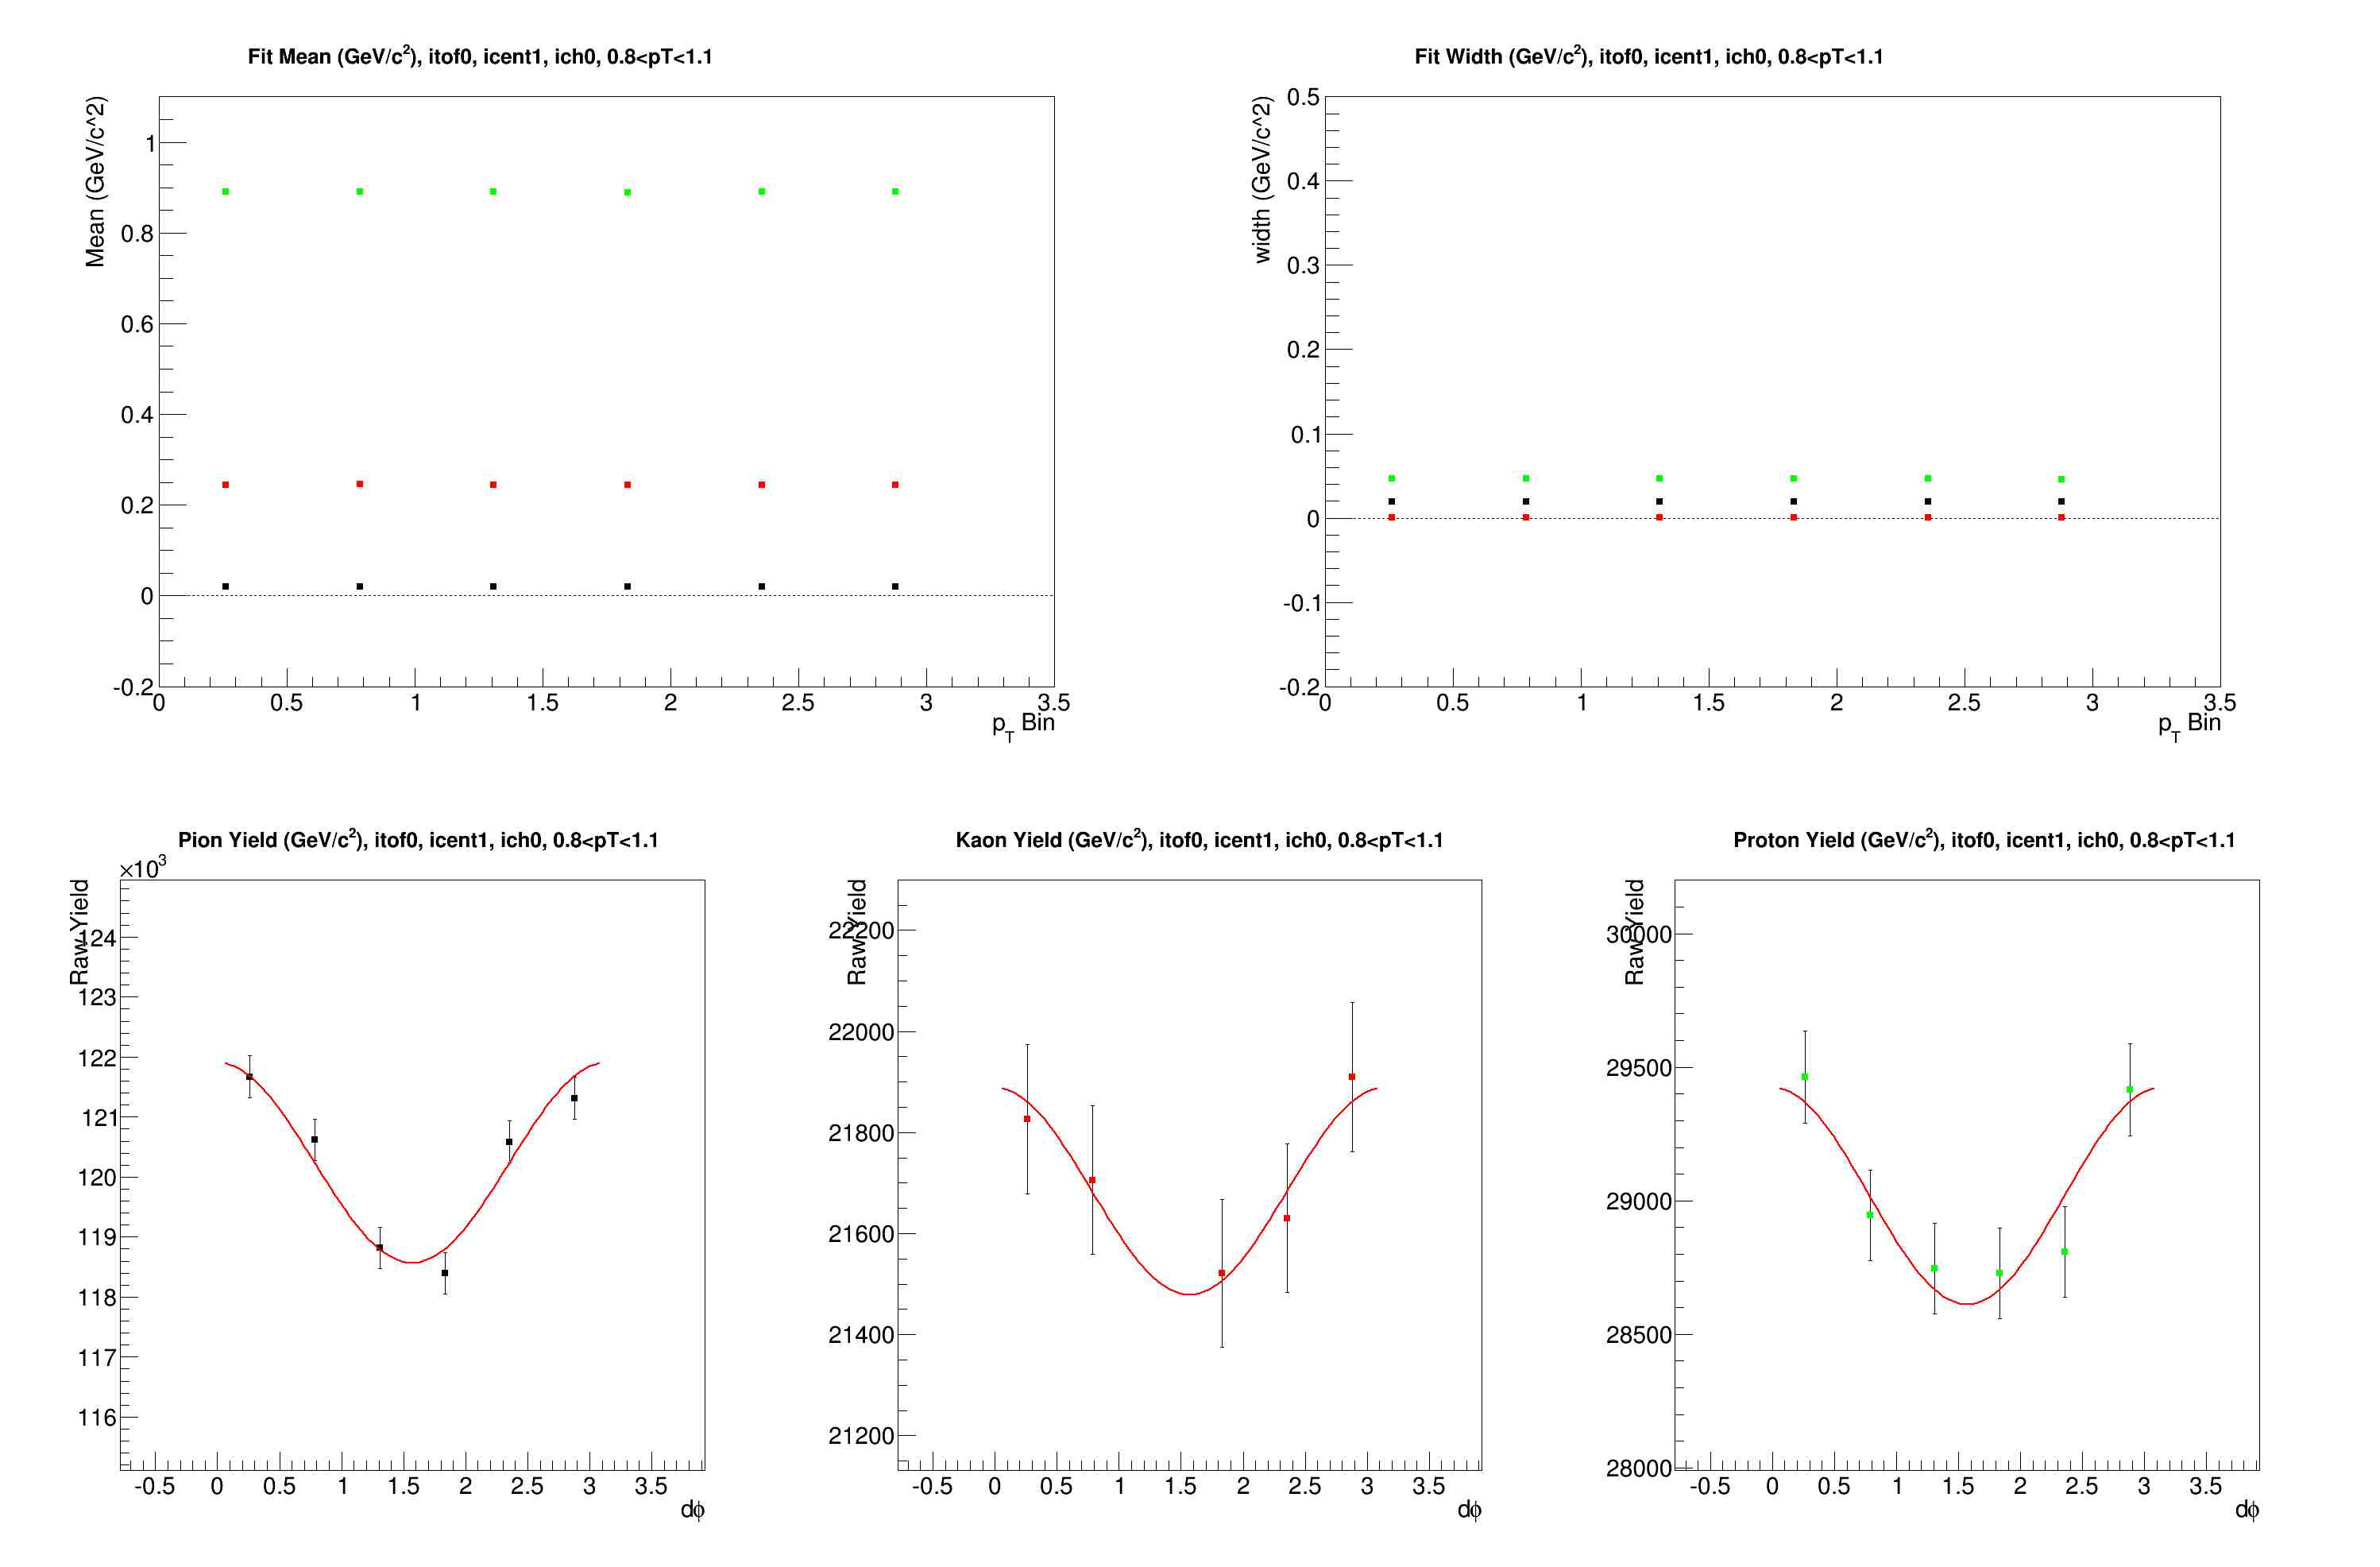 Fit Mean (GeV/c²), itof0, icent1, ich0, 0.8<pT<1.1
Mean (GeV/c^2)
1
0.8
0.6
0.4
0.2
0
-0.2
0 0.5 1 1.5 2 2.5 3 3.5
p_T Bin
Fit Width (GeV/c²), itof0, icent1, ich0, 0.8<pT<1.1
width (GeV/c^2)
0.5
0.4
0.3
0.2
0.1
0
-0.1
-0.2
0 0.5 1 1.5 2 2.5 3 3.5
p_T Bin
Pion Yield (GeV/c²), itof0, icent1, ich0, 0.8<pT<1.1
×10³
Raw Yield
124
123
122
121
120
119
118
117
116
-0.5 0 0.5 1 1.5 2 2.5 3 3.5
dϕ
Kaon Yield (GeV/c²), itof0, icent1, ich0, 0.8<pT<1.1
Raw Yield
22200
22000
21800
21600
21400
21200
-0.5 0 0.5 1 1.5 2 2.5 3 3.5
dϕ
Proton Yield (GeV/c²), itof0, icent1, ich0, 0.8<pT<1.1
Raw Yield
30000
29500
29000
28500
28000
-0.5 0 0.5 1 1.5 2 2.5 3 3.5
dϕ